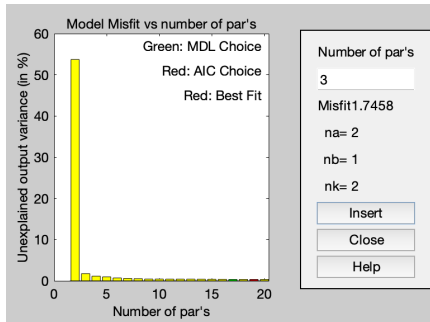 Model Misfit vs number of par's
Green: MDL Choice
Red: AIC Choice
Red: Best Fit
Unexplained output variance (in %)
60
50
40
30
20
10
0
0
5
10
15
20
Number of par's
Number of par's
3
Misfit1.7458
na= 2
nb= 1
nk= 2
Insert
Close
Help